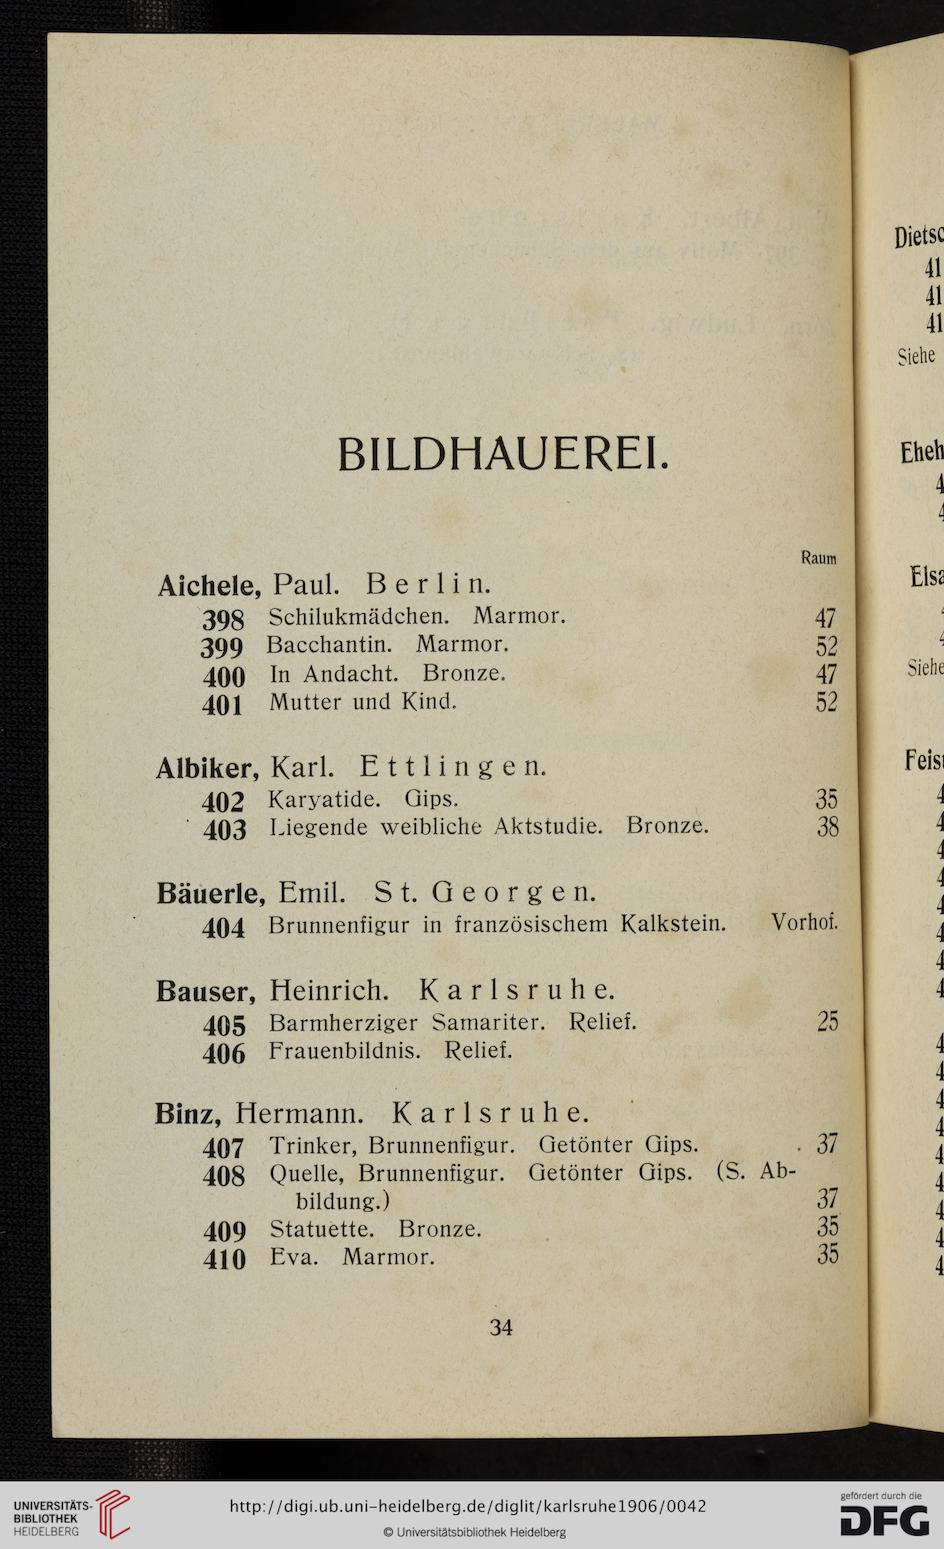 BILDHAUEREI.
Raum
Aichele, Paul. Berlin.
398 Schilukmädchen. Marmor. 47
399 Bacchantin. Marmor. 52
400 In Andacht. Bronze. 47
401 Mutter und Kind. 52
Albiker, Karl. Ettlingen.
402 Karyatide. Gips. 35
403 Liegende weibliche Aktstudie. Bronze. 38
Bäuerle, Emil. St. Georgen.
404 Brunnenfigur in französischem Kalkstein. Vorhof.
Bauser, Heinrich. Karlsruhe.
405 Barmherziger Samariter. Relief. 25
406 Frauenbildnis. Relief.
Binz, Hermann. Karlsruhe.
407 Trinker, Brunnenfigur. Getönter Gips. 37
408 Quelle, Brunnenfigur. Getönter Gips. (S. Ab-
bildung.) 37
409 Statuette. Bronze. 35
410 Eva. Marmor. 35
34
Siehe
UNIVERSITÄTS-
BIBLIOTHEK
HEIDELBERG
http://digi.ub.uni-heidelberg.de/diglit/karlsruhe1906/0042
© Universitätsbibliothek Heidelberg
gefördert durch die
DFG